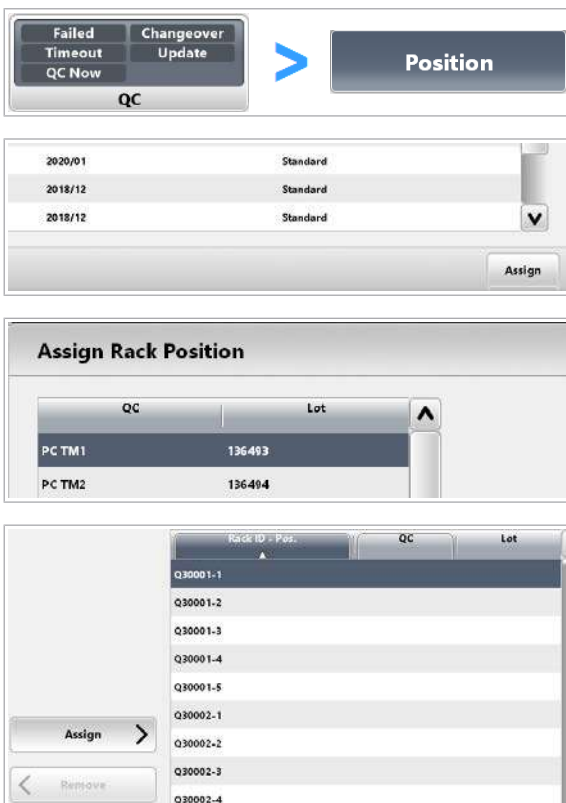 Failed Changeover
Timeout Update
QC Now
QC
>
Position
2020/01 Standard
2018/12 Standard
2018/12 Standard
Assign
Assign Rack Position
QC Lot
PC TM1 136493
PC TM2 136494
Rack ID - Pos. QC Lot
Q30001-1
Q30001-2
Q30001-3
Q30001-4
Q30001-5
Q30002-1
Assign >
Q30002-2
Q30002-3
< Remove
Q30002-4